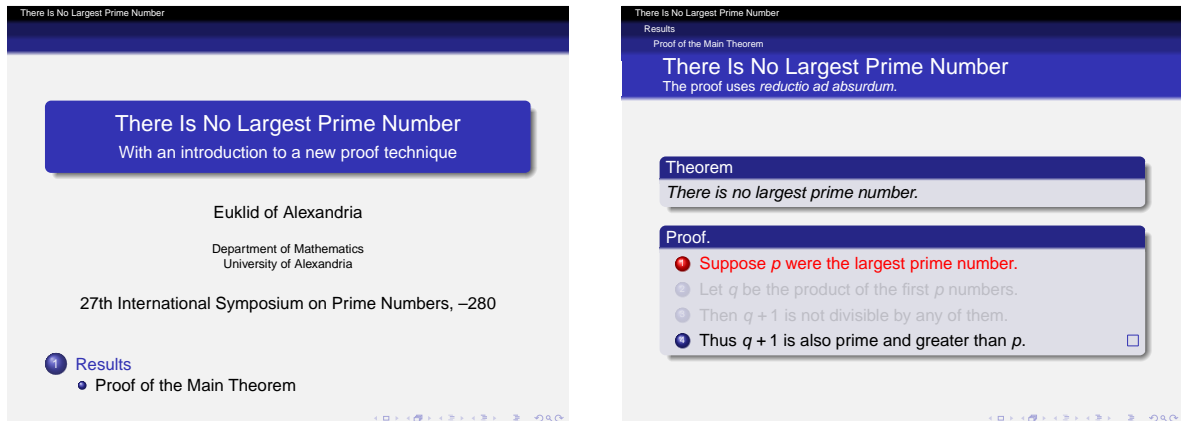 There Is No Largest Prime Number
There Is No Largest Prime Number
With an introduction to a new proof technique
Euklid of Alexandria
Department of Mathematics
University of Alexandria
27th International Symposium on Prime Numbers, –280
1 Results
Proof of the Main Theorem
There Is No Largest Prime Number
Results
Proof of the Main Theorem
There Is No Largest Prime Number
The proof uses reductio ad absurdum.
Theorem
There is no largest prime number.
Proof.
1 Suppose p were the largest prime number.
2 Let q be the product of the first p numbers.
3 Then q + 1 is not divisible by any of them.
4 Thus q + 1 is also prime and greater than p.